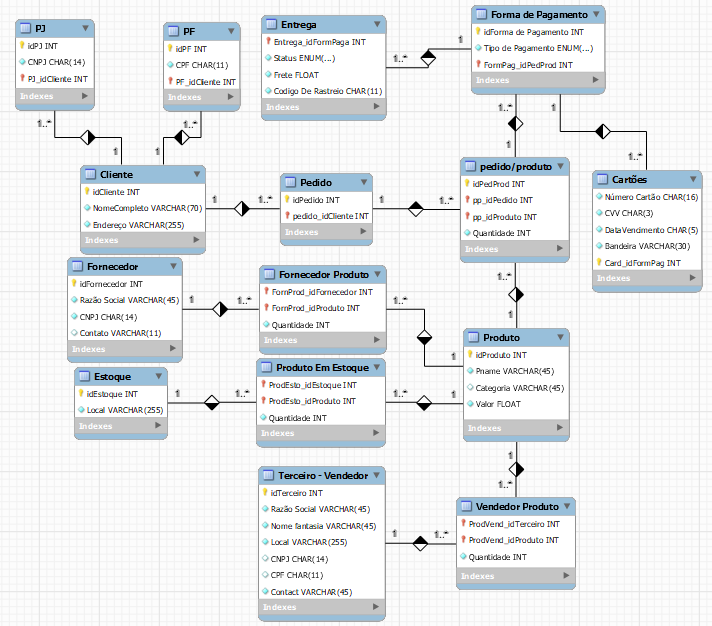 PJ
idPJ INT
CNPJ CHAR(14)
PJ_idCliente INT
Indexes
PF
idPF INT
CPF CHAR(11)
PF_idCliente INT
Indexes
Entrega
Entrega_idFormPaga INT
Status ENUM(...)
Frete FLOAT
Codigo De Rastreio CHAR(11)
Indexes
Forma de Pagamento
idForma de Pagamento INT
Tipo de Pagamento ENUM(...)
FormPag_idPedProd INT
Indexes
1..*
1
1..*
1
1..*
1
1..*
1
1
1..*
Cliente
idCliente INT
NomeCompleto VARCHAR(70)
Endereço VARCHAR(255)
Indexes
1
1..*
Pedido
idPedido INT
pedido_idCliente INT
Indexes
1
1..*
pedido/produto
idPedProd INT
pp_idPedido INT
pp_idProduto INT
Quantidade INT
Indexes
Cartões
Número Cartão CHAR(16)
CVV CHAR(3)
DataVendimento CHAR(5)
Bandeira VARCHAR(30)
Card_idFormPag INT
Indexes
Fornecedor
idFornecedor INT
Razão Social VARCHAR(45)
CNPJ CHAR(14)
Contato VARCHAR(11)
Indexes
1
1..*
Fornecedor Produto
FornProd_idFornecedor INT
FornProd_idProduto INT
Quantidade INT
Indexes
1..*
1
1..*
1
Produto
idProduto INT
Pname VARCHAR(45)
Categoria VARCHAR(45)
Valor FLOAT
Indexes
Estoque
idEstoque INT
Local VARCHAR(255)
Indexes
1
1..*
Produto Em Estoque
ProdEsto_idEstoque INT
ProdEsto_idProduto INT
Quantidade INT
Indexes
1..*
1
1
1..*
Terceiro - Vendedor
idTerceiro INT
Razão Social VARCHAR(45)
Nome fantasia VARCHAR(45)
Local VARCHAR(255)
CNPJ CHAR(14)
CPF CHAR(11)
Contact VARCHAR(45)
Indexes
1
1..*
Vendedor Produto
ProdVend_idTerceiro INT
ProdVend_idProduto INT
Quantidade INT
Indexes